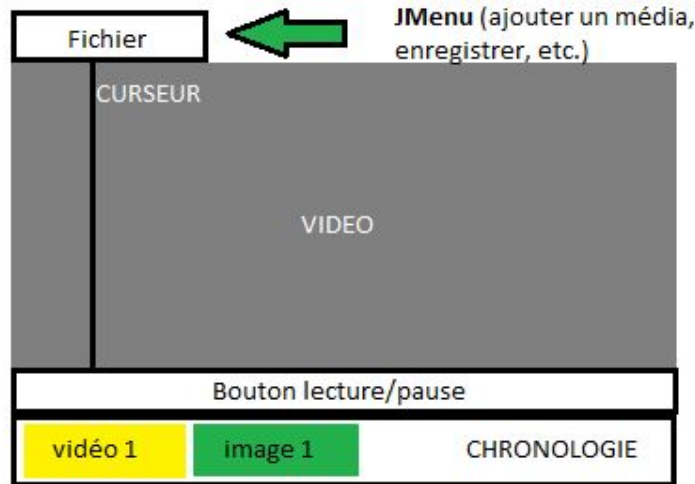 Fichier
JMenu (ajouter un média,
enregistrer, etc.)
CURSEUR
VIDEO
Bouton lecture/pause
vidéo 1
image 1
CHRONOLOGIE